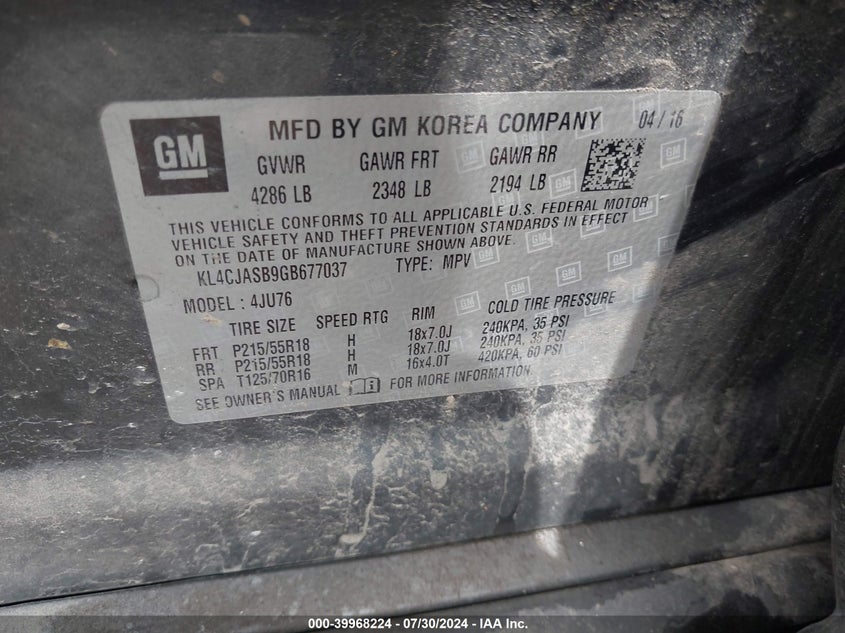 GM
MFD BY GM KOREA COMPANY 04/16
GVWR GAWR FRT GAWR RR
4286 LB 2348 LB 2194 LB
THIS VEHICLE CONFORMS TO ALL APPLICABLE U.S. FEDERAL MOTOR
VEHICLE SAFETY AND THEFT PREVENTION STANDARDS IN EFFECT
ON THE DATE OF MANUFACTURE SHOWN ABOVE.
KL4CJASB9GB677037 TYPE: MPV
MODEL: 4JU76
TIRE SIZE SPEED RTG RIM COLD TIRE PRESSURE
FRT P215/55R18 H 18x7.0J 240KPA, 35 PSI
RR P215/55R18 H 18x7.0J 240KPA, 35 PSI
SPA T125/70R16 M 16x4.0T 420KPA, 60 PSI
SEE OWNER'S MANUAL FOR MORE INFORMATION.
000-39968224 - 07/30/2024 - IAA Inc.